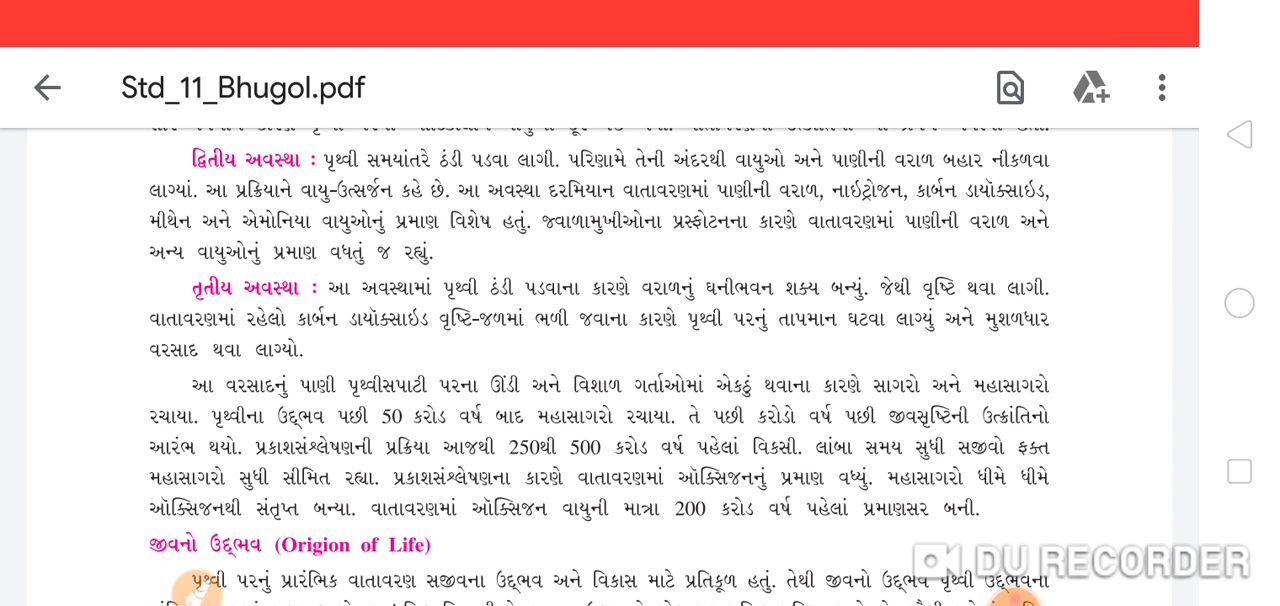 Std_11_Bhugol.pdf
દ્વિતીય અવસ્થા : પૃથ્વી સમયાંતરે ઠંડી પડવા લાગી. પરિણામે તેની અંદરથી વાયુઓ અને પાણીની વરાળ બહાર નીકળવા
લાગ્યાં. આ પ્રક્રિયાને વાયુ-ઉત્સર્જન કહે છે. આ અવસ્થા દરમિયાન વાતાવરણમાં પાણીની વરાળ, નાઇટ્રોજન, કાર્બન ડાયૉક્સાઇડ,
મીથેન અને એમોનિયા વાયુઓનું પ્રમાણ વિશેષ હતું. જ્વાળામુખીઓના પ્રસ્ફોટનના કારણે વાતાવરણમાં પાણીની વરાળ અને
અન્ય વાયુઓનું પ્રમાણ વધતું જ રહ્યું.
તૃતીય અવસ્થા : આ અવસ્થામાં પૃથ્વી ઠંડી પડવાના કારણે વરાળનું ઘનીભવન શક્ય બન્યું. જેથી વૃષ્ટિ થવા લાગી.
વાતાવરણમાં રહેલો કાર્બન ડાયૉક્સાઇડ વૃષ્ટિ-જળમાં ભળી જવાના કારણે પૃથ્વી પરનું તાપમાન ઘટવા લાગ્યું અને મુશળધાર
વરસાદ થવા લાગ્યો.
આ વરસાદનું પાણી પૃથ્વીસપાટી પરના ઊંડી અને વિશાળ ગર્તાઓમાં એકઠું થવાના કારણે સાગરો અને મહાસાગરો
રચાયા. પૃથ્વીના ઉદ્દભવ પછી 50 કરોડ વર્ષ બાદ મહાસાગરો રચાયા. તે પછી કરોડો વર્ષ પછી જીવસૃષ્ટિની ઉત્ક્રાંતિનો
આરંભ થયો. પ્રકાશસંશ્લેષણની પ્રક્રિયા આજથી 250થી 500 કરોડ વર્ષ પહેલાં વિકસી. લાંબા સમય સુધી સજીવો ફક્ત
મહાસાગરો સુધી સીમિત રહ્યા. પ્રકાશસંશ્લેષણના કારણે વાતાવરણમાં ઑક્સિજનનું પ્રમાણ વધ્યું. મહાસાગરો ધીમે ધીમે
ઑક્સિજનથી સંતૃપ્ત બન્યા. વાતાવરણમાં ઑક્સિજન વાયુની માત્રા 200 કરોડ વર્ષ પહેલાં પ્રમાણસર બની.
જીવનો ઉદ્દભવ (Origion of Life)
પૃથ્વી પરનું પ્રારંભિક વાતાવરણ સજીવના ઉદ્દભવ અને વિકાસ માટે પ્રતિકૂળ હતું. તેથી જીવનો ઉદ્દભવ પૃથ્વી ઉદ્દભવના
DU RECORDER